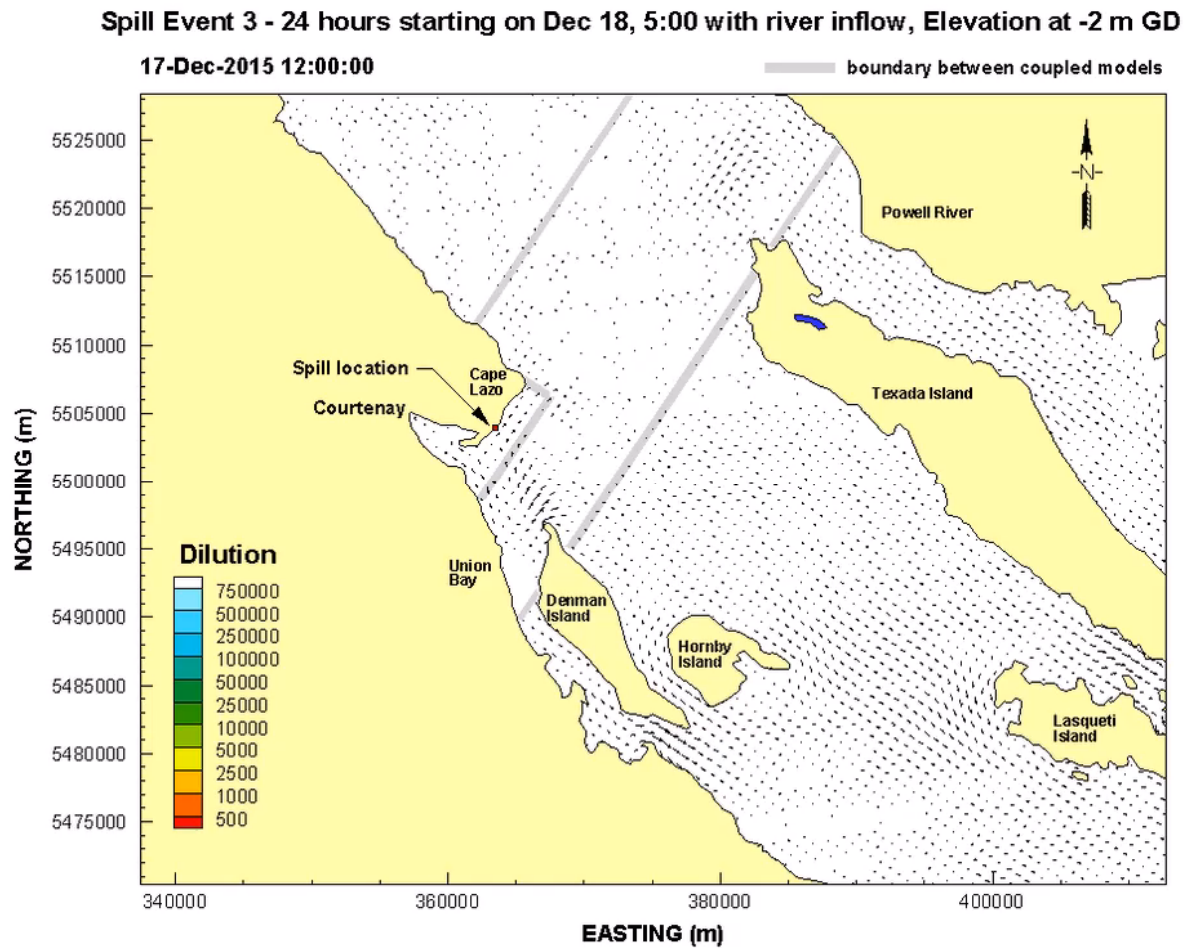 Spill Event 3 - 24 hours starting on Dec 18, 5:00 with river inflow, Elevation at -2 m GD
17-Dec-2015 12:00:00
boundary between coupled models
5525000
5520000
5515000
5510000
5505000
5500000
5495000
5490000
5485000
5480000
5475000
NORTHING (m)
N
Powell River
Spill location
Cape
Lazo
Courtenay
Texada Island
Union
Bay
Denman
Island
Hornby
Island
Lasqueti
Island
Dilution
750000
500000
250000
100000
50000
25000
10000
5000
2500
1000
500
340000
360000
380000
400000
EASTING (m)